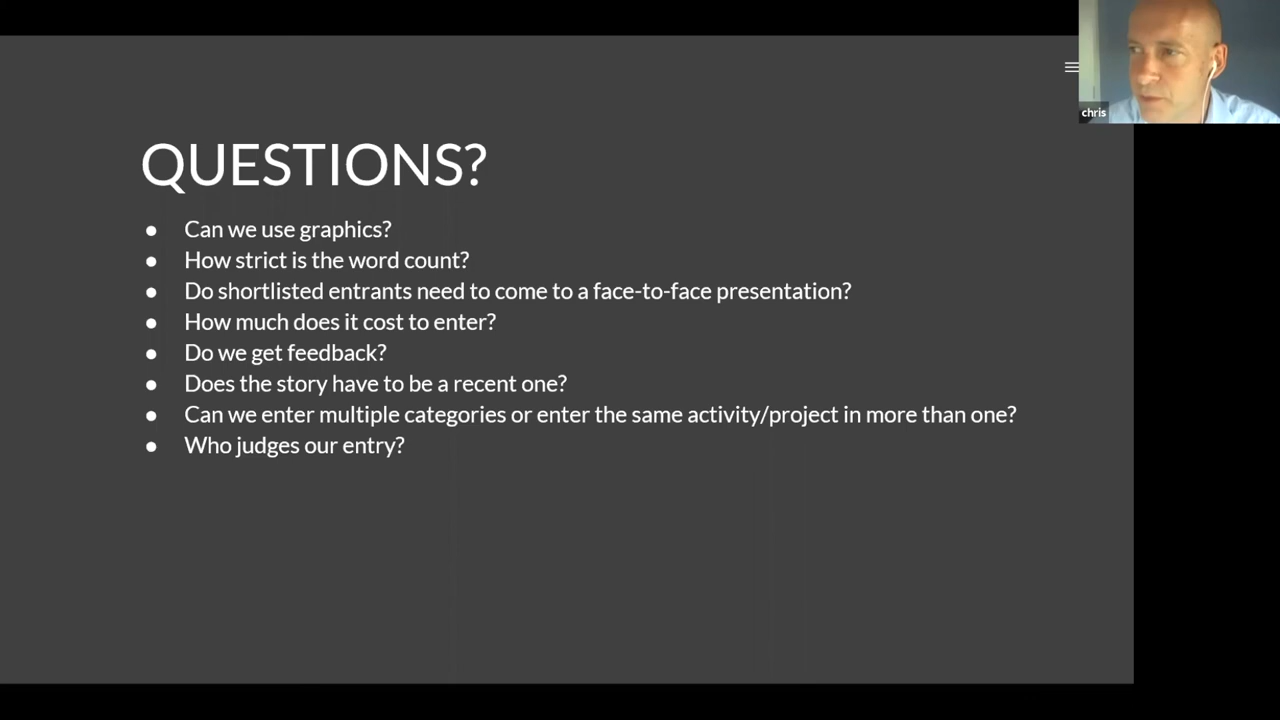 QUESTIONS?
● Can we use graphics?
● How strict is the word count?
● Do shortlisted entrants need to come to a face-to-face presentation?
● How much does it cost to enter?
● Do we get feedback?
● Does the story have to be a recent one?
● Can we enter multiple categories or enter the same activity/project in more than one?
● Who judges our entry?
chris